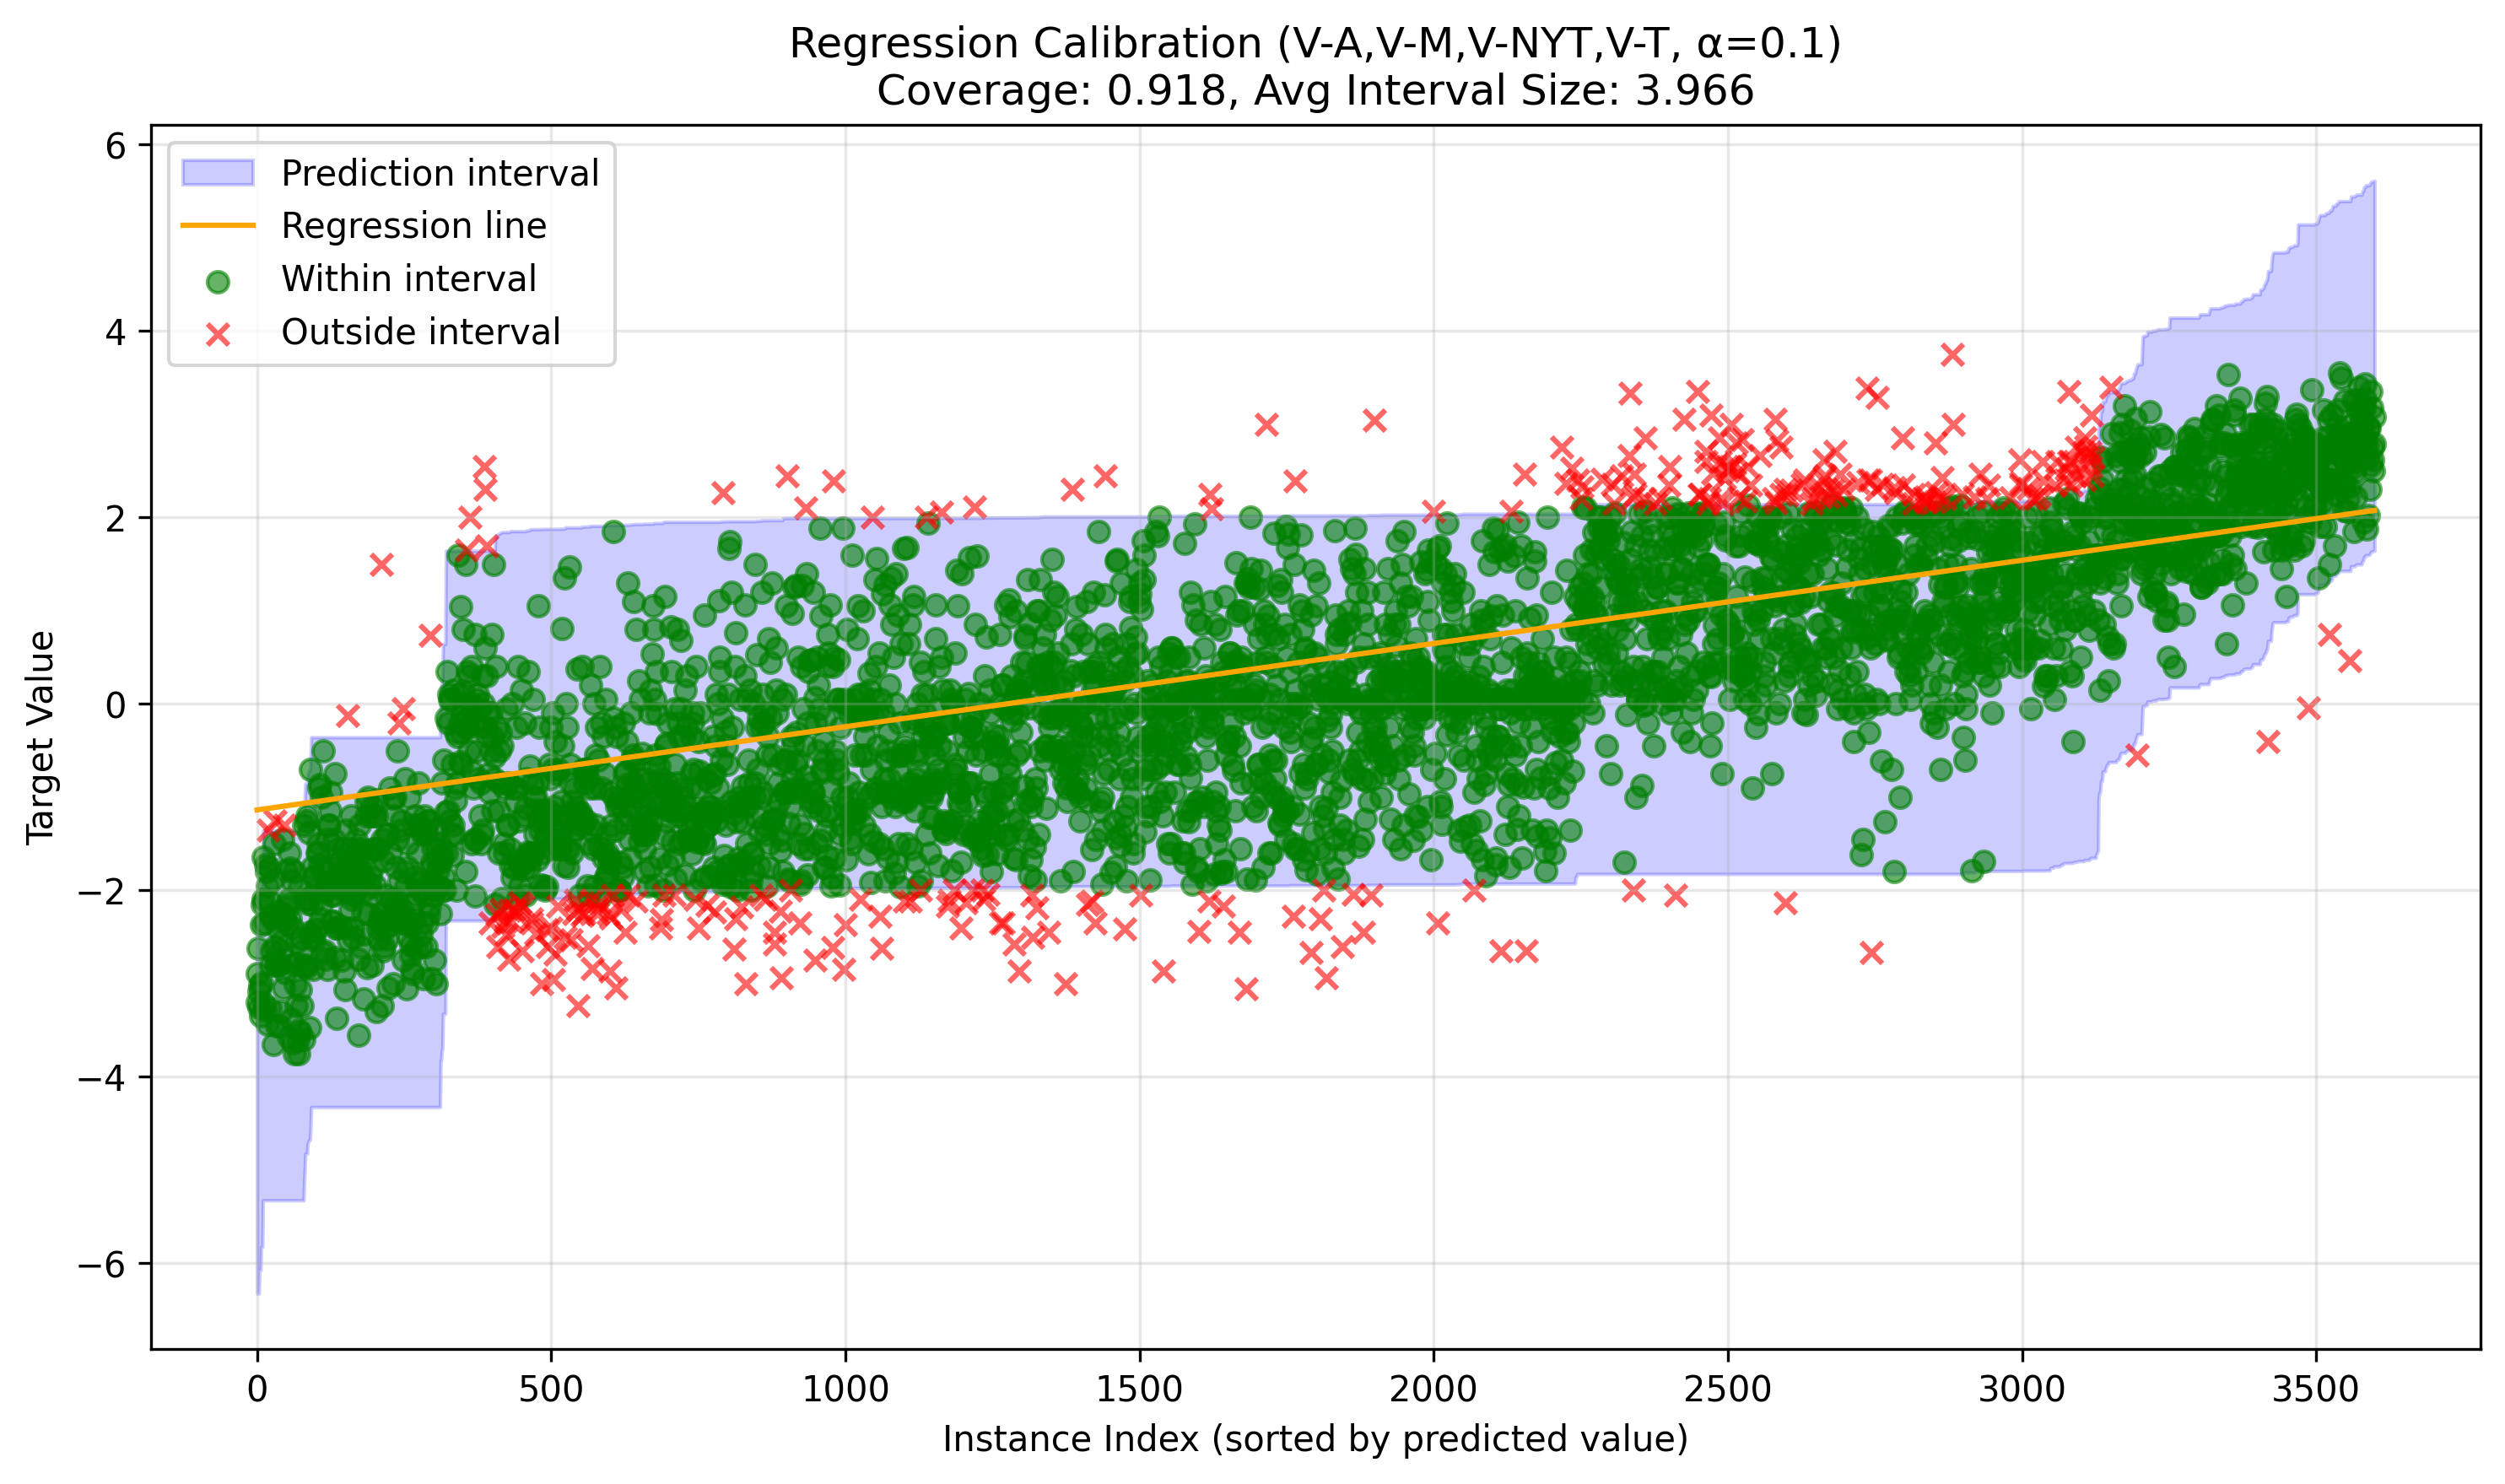 Regression Calibration (V-A,V-M,V-NYT,V-T, α=0.1)
Coverage: 0.918, Avg Interval Size: 3.966
Prediction interval
Regression line
Within interval
Outside interval
6
4
2
0
−2
−4
−6
Target Value
0 500 1000 1500 2000 2500 3000 3500
Instance Index (sorted by predicted value)